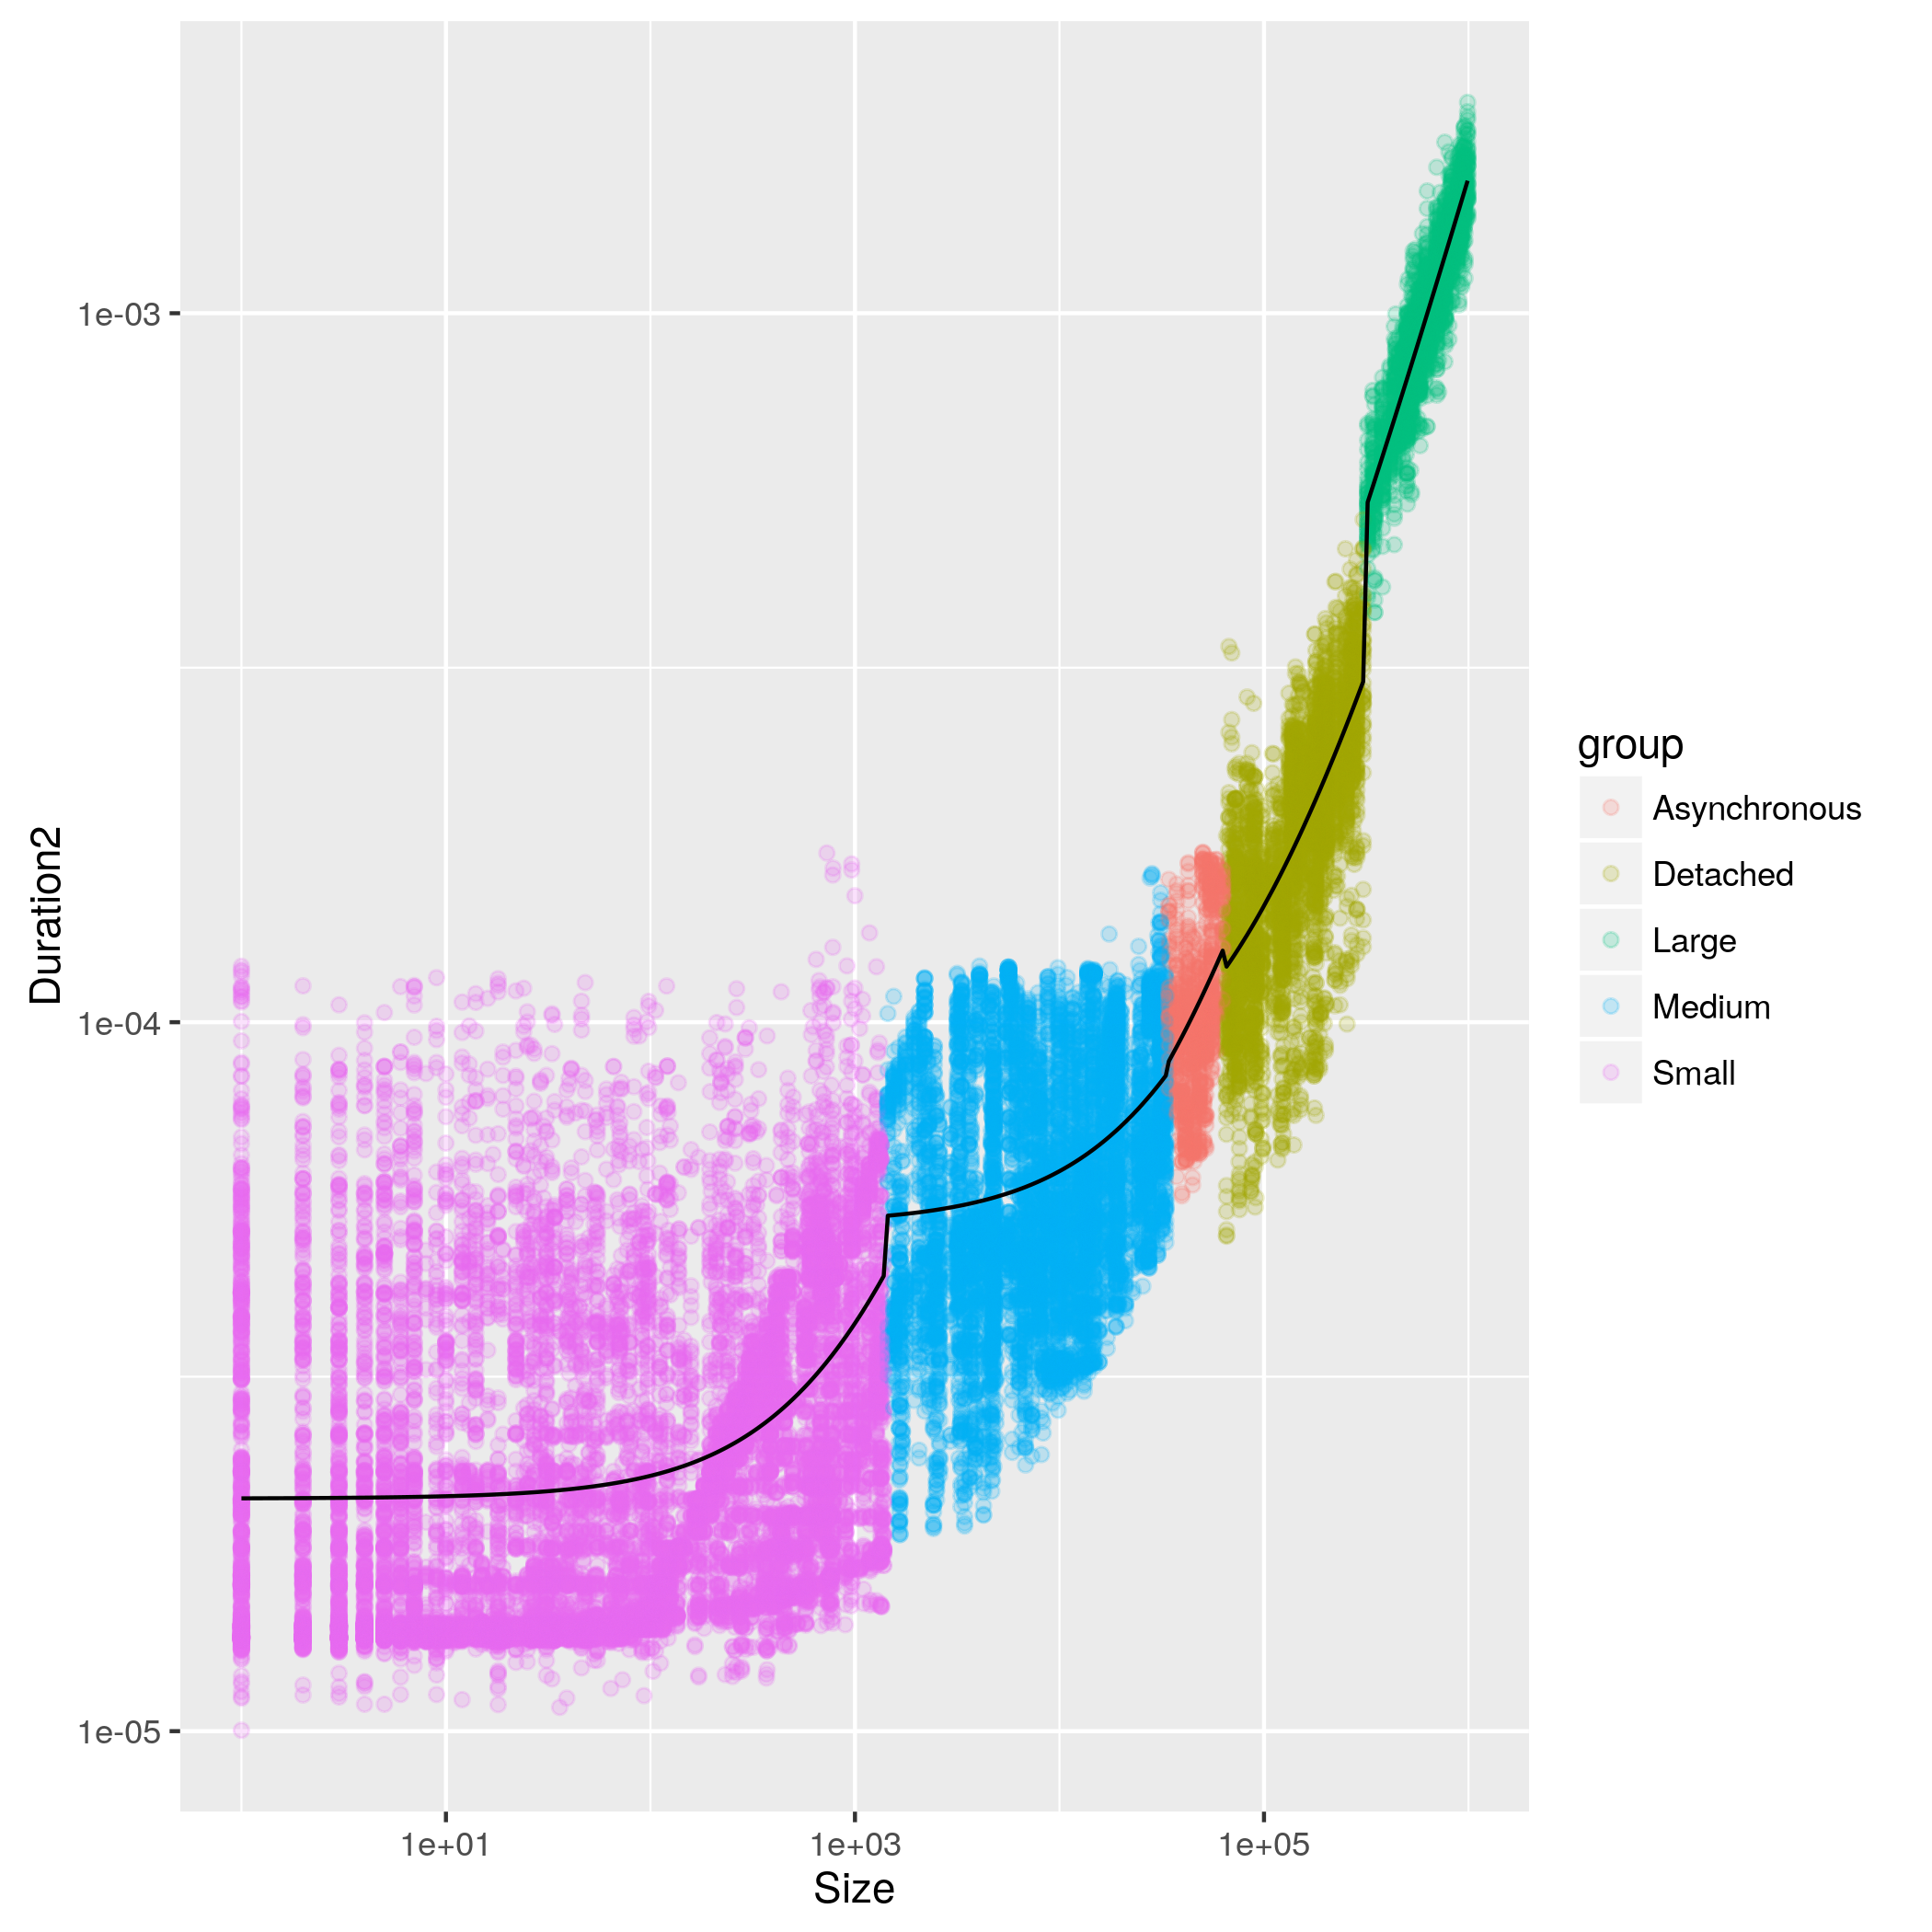 Duration2
1e-03
1e-04
1e-05
1e+01
1e+03
1e+05
Size
group
Asynchronous
Detached
Large
Medium
Small